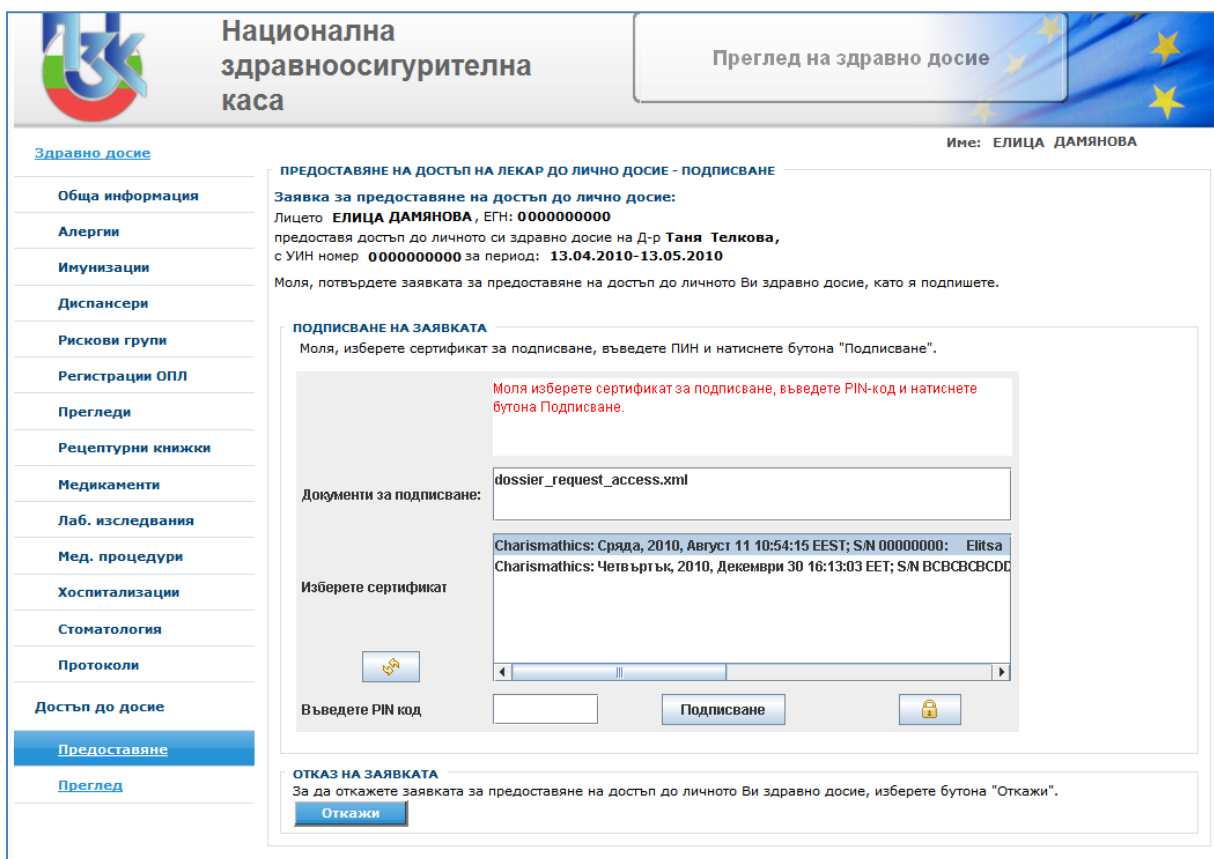 НЗК
Национална
здравноосигурителна
каса
Преглед на здравно досие
Име: ЕЛИЦА ДАМЯНОВА
Здравно досие
Обща информация
Алергии
Имунизации
Диспансери
Рискови групи
Регистрации ОПЛ
Прегледи
Рецептурни книжки
Медикаменти
Лаб. изследвания
Мед. процедури
Хоспитализации
Стоматология
Протоколи
Достъп до досие
Предоставяне
Преглед
ПРЕДОСТАВЯНЕ НА ДОСТЪП НА ЛЕКАР ДО ЛИЧНО ДОСИЕ - ПОДПИСВАНЕ
Заявка за предоставяне на достъп до лично досие:
Лицето ЕЛИЦА ДАМЯНОВА, ЕГН: 0000000000
предоставя достъп до личното си здравно досие на Д-р Таня Телкова,
с УИН номер 0000000000 за период: 13.04.2010-13.05.2010
Моля, потвърдете заявката за предоставяне на достъп до личното Ви здравно досие, като я подпишете.
ПОДПИСВАНЕ НА ЗАЯВКАТА
Моля, изберете сертификат за подписване, въведете ПИН и натиснете бутона "Подписване".
Моля изберете сертификат за подписване, въведете PIN-код и натиснете
бутона Подписване.
Документи за подписване:
dossier_request_access.xml
Изберете сертификат
Charismathics: Сряда, 2010, Август 11 10:54:15 EEST; S/N 00000000: Elitsa
Charismathics: Четвъртък, 2010, Декември 30 16:13:03 EET; S/N BCBCBCBCDD
Въведете PIN код
Подписване
ОТКАЗ НА ЗАЯВКАТА
За да откажете заявката за предоставяне на достъп до личното Ви здравно досие, изберете бутона "Откажи".
Откажи